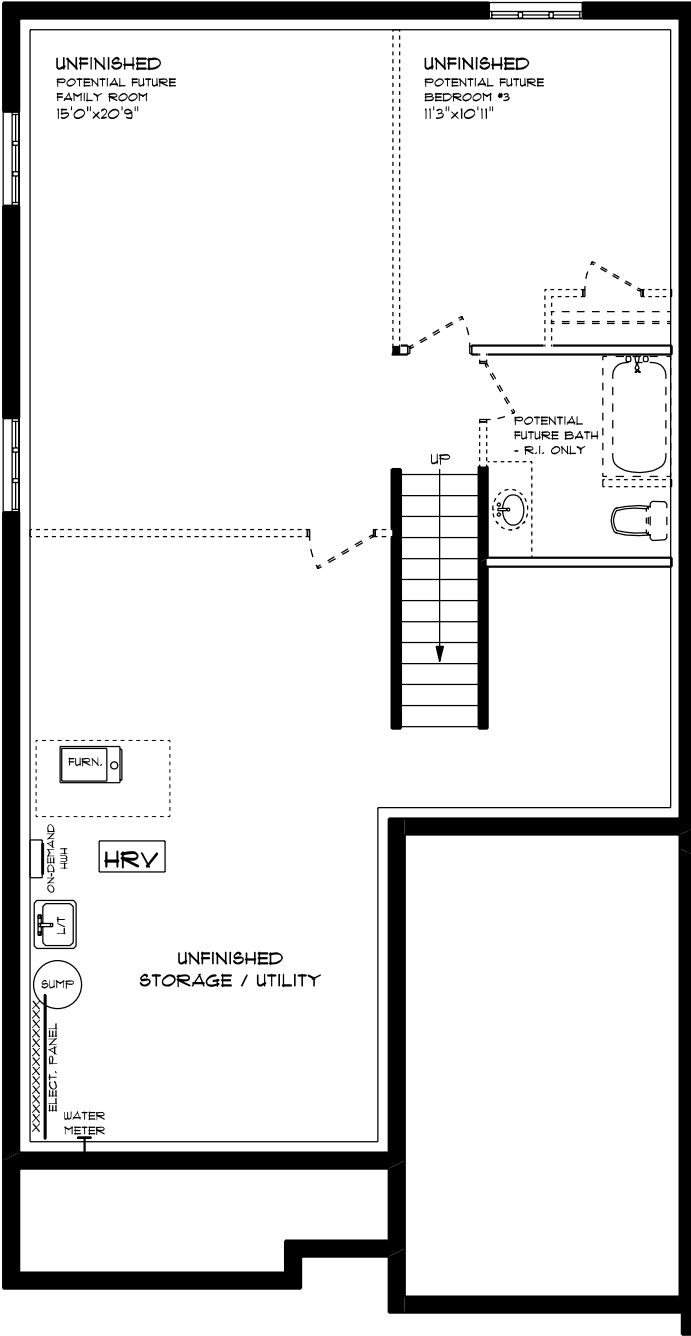 UNFINISHED
POTENTIAL FUTURE
FAMILY ROOM
15'0"x20'9"
UNFINISHED
POTENTIAL FUTURE
BEDROOM #3
11'3"x10'11"
POTENTIAL
FUTURE BATH
- R.I. ONLY
UP
FURN.
ON-DEMAND
HWH
HRV
L/T
UNFINISHED
STORAGE / UTILITY
SUMP
ELECT. PANEL
WATER
METER